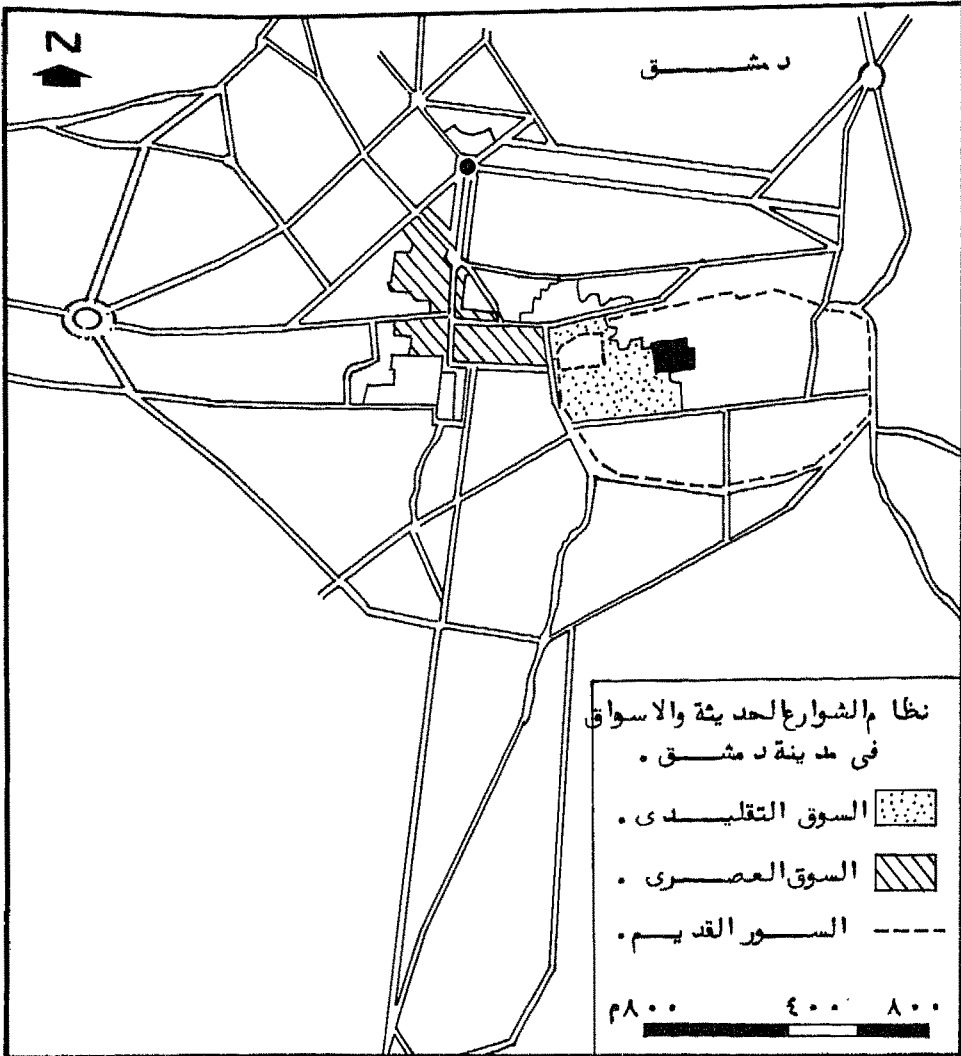 N
دمشق
نظام الشوارع الحديثة والاسواق
فى مدينة دمشق .
السوق التقليدى .
السوق العصرى .
السور القديم .
٨٠٠ ٤٠٠ ٨٠٠م